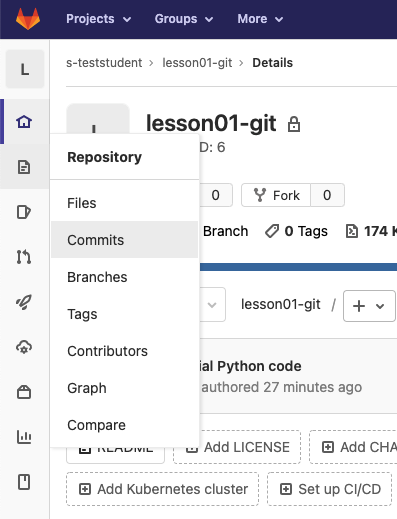 Projects Groups More
L
s-teststudent > lesson01-git > Details
L
lesson01-git
D: 6
Repository
Files
0 Fork 0
Commits
Branch 0 Tags 174 K
Branches
Tags
lesson01-git / +
Contributors
ial Python code
Graph
authored 27 minutes ago
Compare
README Add LICENSE Add CHA
Add Kubernetes cluster Set up CI/CD